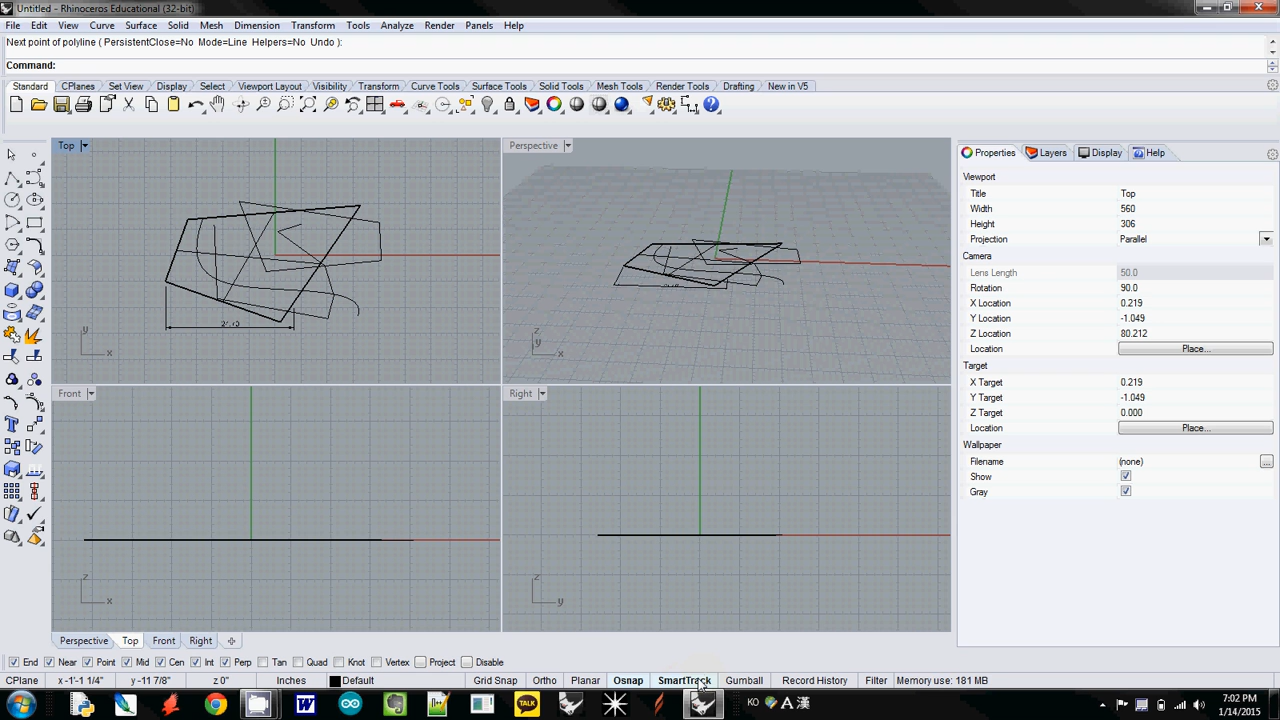 Untitled - Rhinoceros Educational (32-bit)
File Edit View Curve Surface Solid Mesh Dimension Transform Tools Analyze Render Panels Help
Next point of polyline ( PersistentClose=No Mode=Line Helpers=No Undo ):
Command:
Standard CPlanes Set View Display Select Viewport Layout Visibility Transform Curve Tools Surface Tools Solid Tools Mesh Tools Render Tools Drafting New in V5
Top
Perspective
y
x
z
y
x
Front
Right
z
x
z
y
Properties Layers Display Help
Viewport
Title Top
Width 560
Height 306
Projection Parallel
Camera
Lens Length 50.0
Rotation 90.0
X Location 0.219
Y Location -1.049
Z Location 80.212
Location Place...
Target
X Target 0.219
Y Target -1.049
Z Target 0.000
Location Place...
Wallpaper
Filename (none) ...
Show
Gray
Perspective Top Front Right
End Near Point Mid Cen Int Perp Tan Quad Knot Vertex Project Disable
CPlane x -1'-1 1/4" y -11 7/8" z 0" Inches Default Grid Snap Ortho Planar Osnap SmartTrack Gumball Record History Filter Memory use: 181 MB
W TALK KO A 漢 7:02 PM
1/14/2015